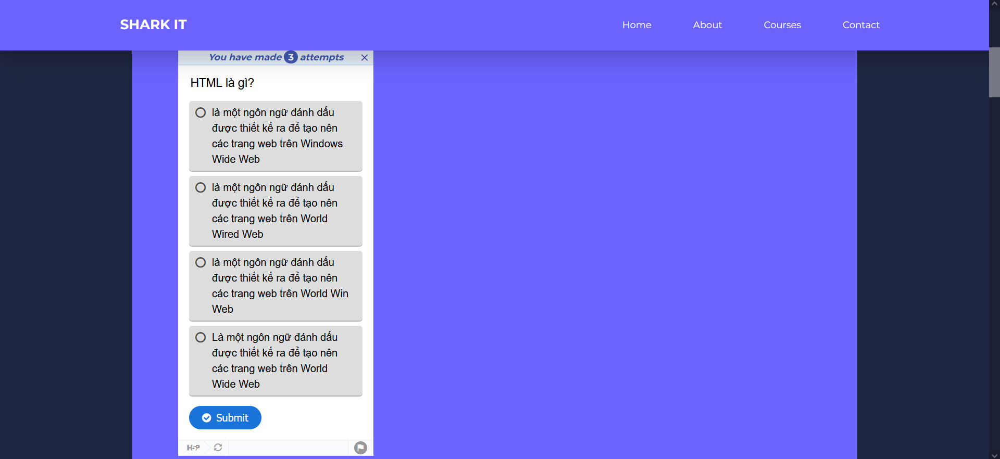 SHARK IT
Home
About
Courses
Contact
You have made 3 attempts
HTML là gì?
là một ngôn ngữ đánh dấu
được thiết kế ra để tạo nên
các trang web trên Windows
Wide Web
là một ngôn ngữ đánh dấu
được thiết kế ra để tạo nên
các trang web trên World
Wired Web
là một ngôn ngữ đánh dấu
được thiết kế ra để tạo nên
các trang web trên World Win
Web
Là một ngôn ngữ đánh dấu
được thiết kế ra để tạo nên
các trang web trên World
Wide Web
Submit
H5P